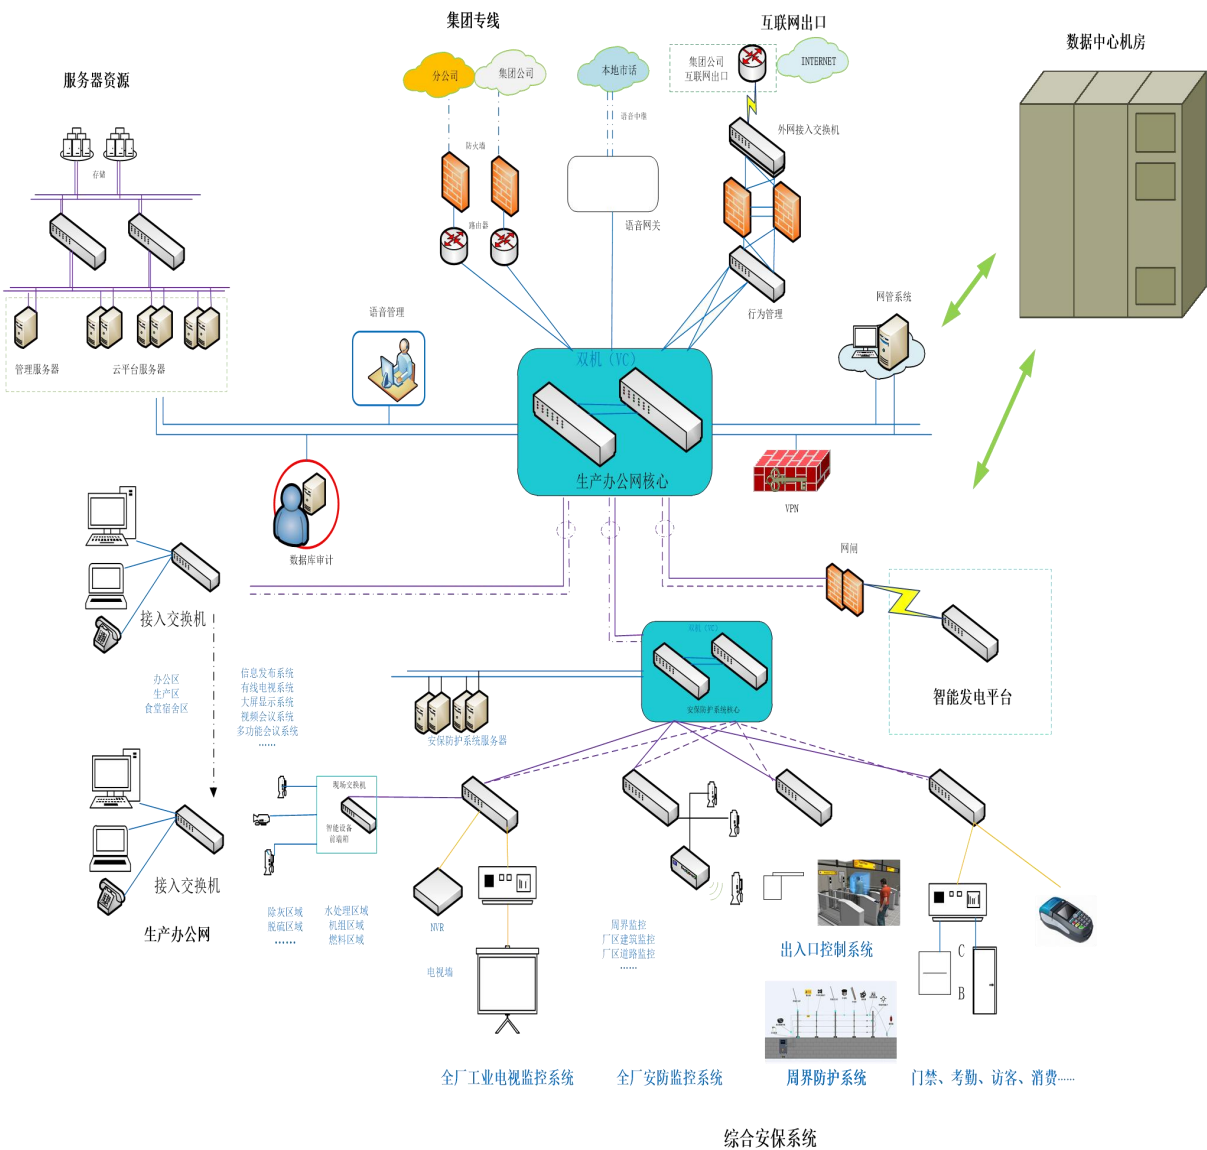 集团专线
互联网出口
数据中心机房
服务器资源
分公司
集团公司
本地市话
集团公司
互联网出口
INTERNET
语音中继
外网接入交换机
防火墙
存储
路由器
语音网关
行为管理
网管系统
语音管理
双机（VC）
管理服务器
云平台服务器
生产办公网核心
VPN
数据库审计
网闸
接入交换机
双机（VC）
办公区
生产区
食堂宿舍区
信息发布系统
有线电视系统
大屏显示系统
视频会议系统
多功能会议系统
……
智能发电平台
安保防护系统核心
安保防护系统服务器
现场交换机
智能设备
前端箱
接入交换机
除灰区域
脱硫区域
……
水处理区域
机组区域
燃料区域
NVR
周界监控
厂区建筑监控
厂区道路监控
……
生产办公网
出入口控制系统
C
B
电视墙
全厂工业电视监控系统
全厂安防监控系统
周界防护系统
门禁、考勤、访客、消费……
综合安保系统